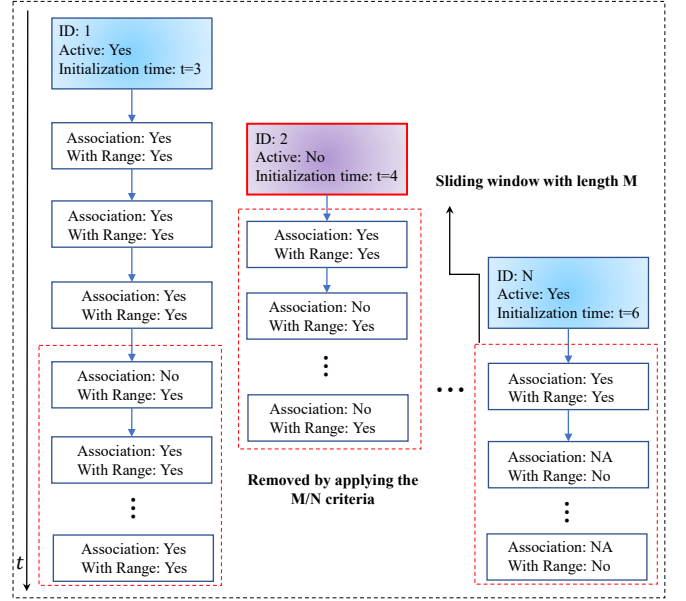 ID: 1
Active: Yes
Initialization time: t=3
Association: Yes
With Range: Yes
Association: Yes
With Range: Yes
Association: Yes
With Range: Yes
Association: No
With Range: Yes
Association: Yes
With Range: Yes
Association: Yes
With Range: Yes
ID: 2
Active: No
Initialization time: t=4
Association: Yes
With Range: Yes
Association: No
With Range: Yes
Association: No
With Range: Yes
Removed by applying the
M/N criteria
Sliding window with length M
ID: N
Active: Yes
Initialization time: t=6
Association: Yes
With Range: Yes
Association: NA
With Range: No
Association: NA
With Range: No
t